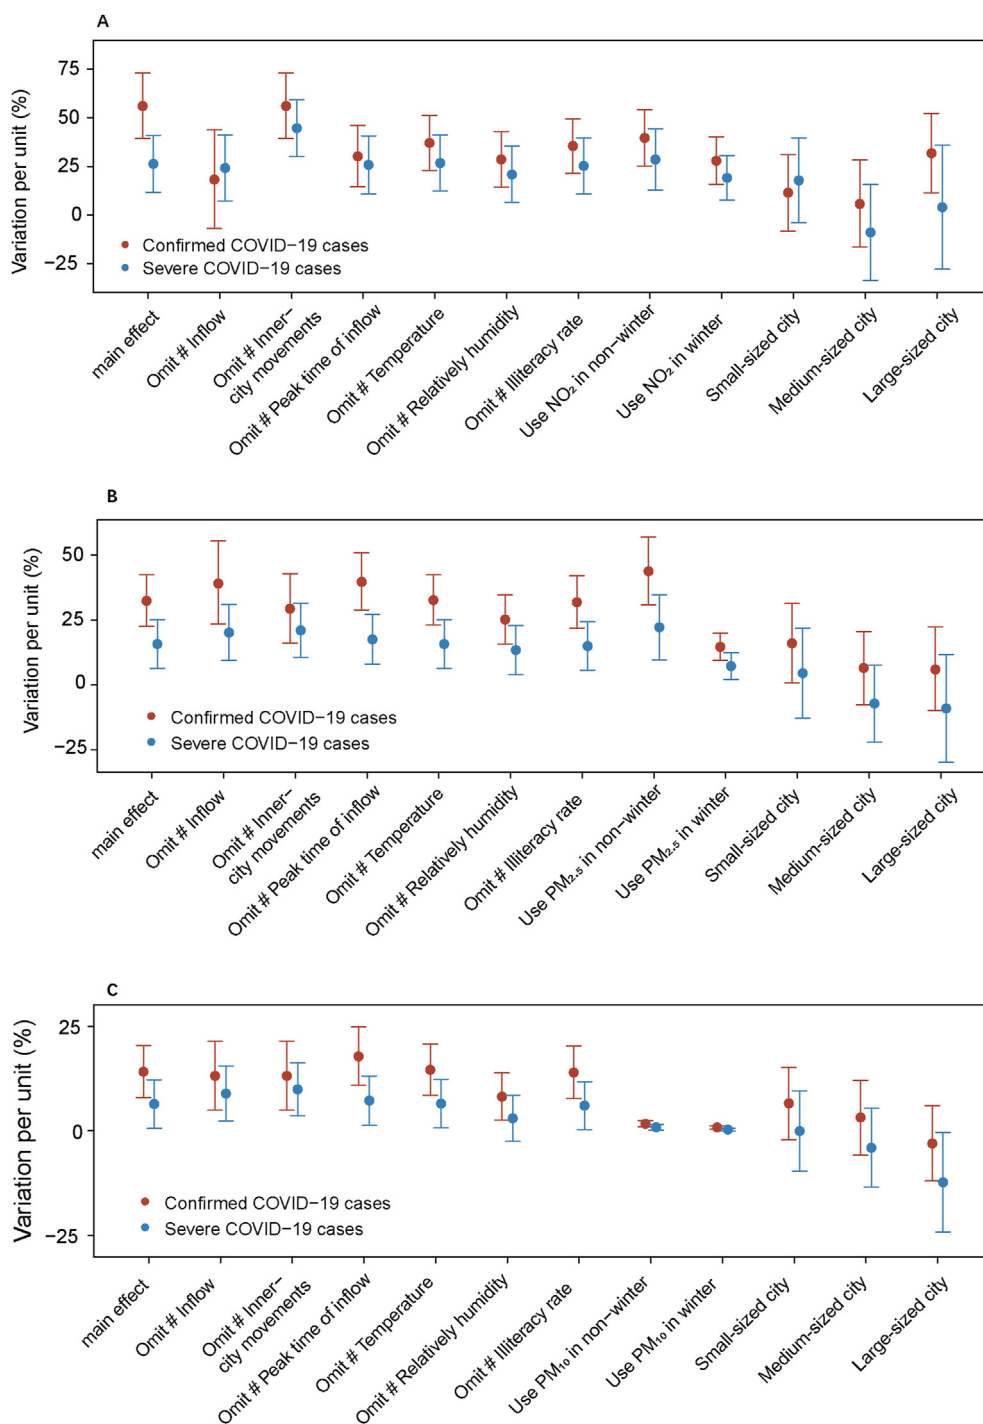 A
Variation per unit (%)
75
50
25
0
−25
Confirmed COVID−19 cases
Severe COVID−19 cases
main effect
Omit # Inflow
Omit # Inner−
city movements
Omit # Peak time of inflow
Omit # Temperature
Omit # Relatively humidity
Omit # Illiteracy rate
Use NO₂ in non−winter
Use NO₂ in winter
Small-sized city
Medium-sized city
Large-sized city
B
Variation per unit (%)
50
25
0
−25
Confirmed COVID−19 cases
Severe COVID−19 cases
main effect
Omit # Inflow
Omit # Inner−
city movements
Omit # Peak time of inflow
Omit # Temperature
Omit # Relatively humidity
Omit # Illiteracy rate
Use PM₂.₅ in non−winter
Use PM₂.₅ in winter
Small-sized city
Medium-sized city
Large-sized city
C
Variation per unit (%)
25
0
−25
Confirmed COVID−19 cases
Severe COVID−19 cases
main effect
Omit # Inflow
Omit # Inner−
city movements
Omit # Peak time of inflow
Omit # Temperature
Omit # Relatively humidity
Omit # Illiteracy rate
Use PM₁₀ in non−winter
Use PM₁₀ in winter
Small-sized city
Medium-sized city
Large-sized city